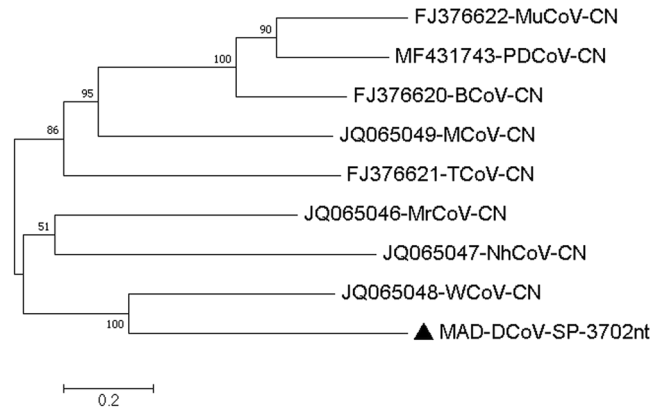 FJ376622-MuCoV-CN
90
MF431743-PDCoV-CN
100
FJ376620-BCoV-CN
95
JQ065049-MCoV-CN
86
FJ376621-TCoV-CN
JQ065046-MrCoV-CN
51
JQ065047-NhCoV-CN
JQ065048-WCoV-CN
100
MAD-DCoV-SP-3702nt
0.2